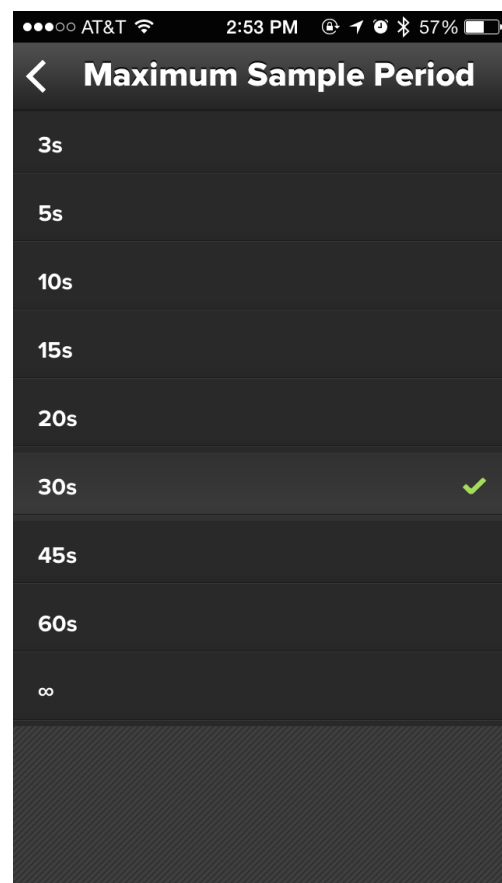 AT&T 2:53 PM 57%
Maximum Sample Period
3s
5s
10s
15s
20s
30s
45s
60s
∞